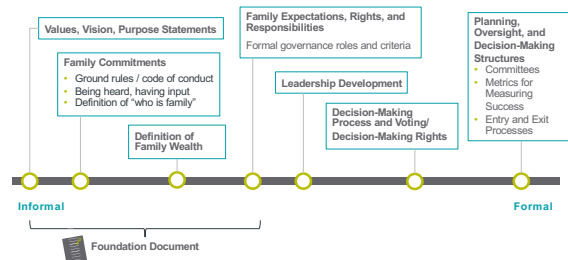 Values, Vision, Purpose Statements
Family Commitments
• Ground rules / code of conduct
• Being heard, having input
• Definition of “who is family”
Definition of
Family Wealth
Family Expectations, Rights, and
Responsibilities
Formal governance roles and criteria
Leadership Development
Decision-Making
Process and Voting/
Decision-Making Rights
Planning,
Oversight, and
Decision-Making
Structures
• Committees
• Metrics for
Measuring
Success
• Entry and Exit
Processes
Informal
Formal
Foundation Document